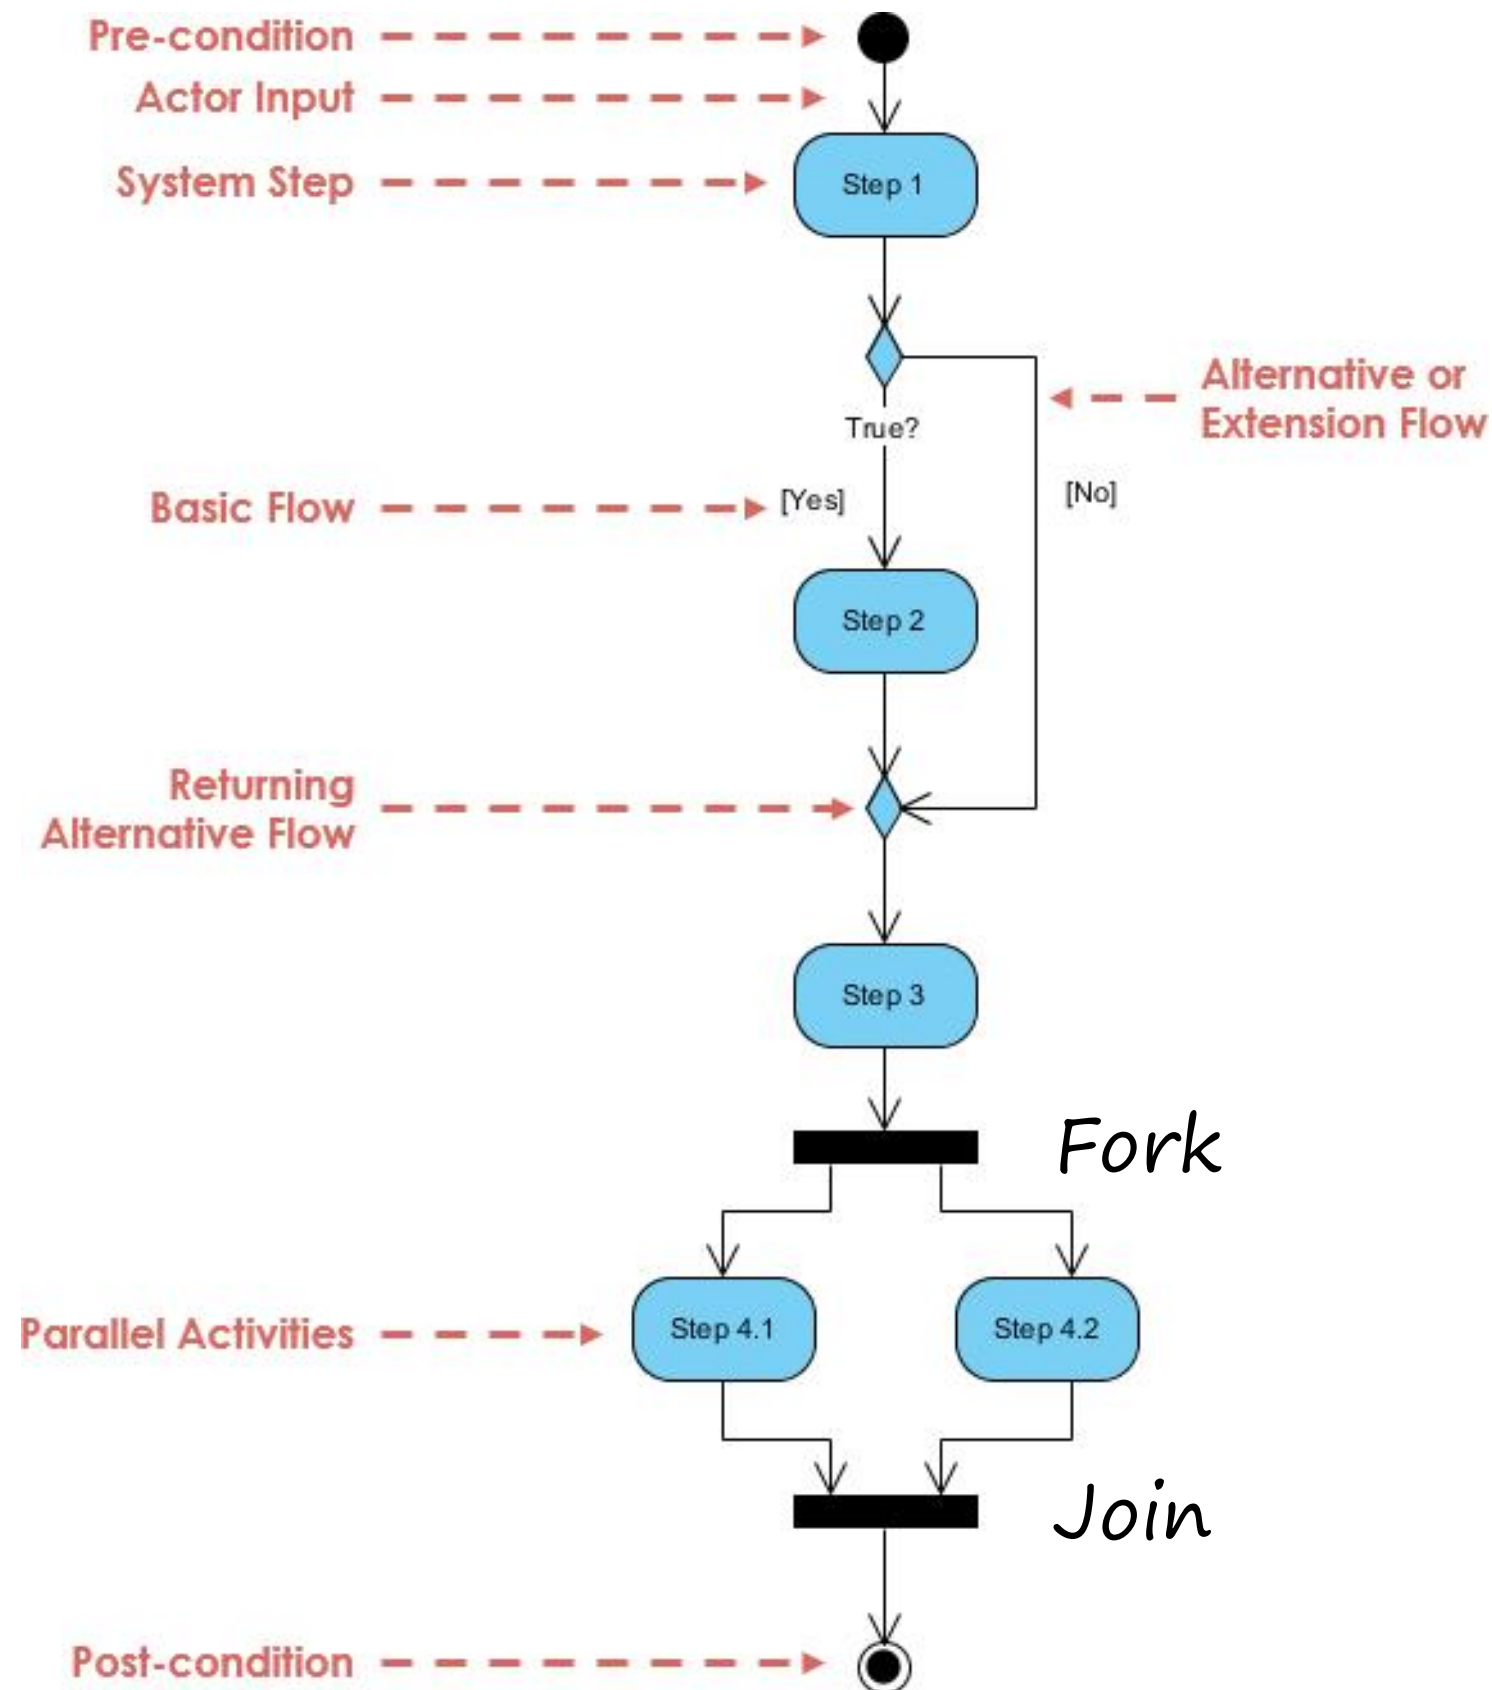 Pre-condition
Actor Input
System Step
Step 1
Alternative or
Extension Flow
True?
Basic Flow
[Yes]
[No]
Step 2
Returning
Alternative Flow
Step 3
Fork
Parallel Activities
Step 4.1
Step 4.2
Join
Post-condition